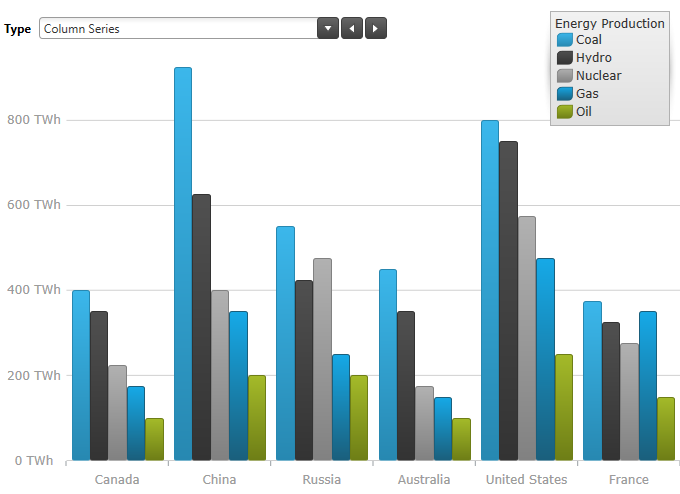 Type
Column Series
Energy Production
Coal
Hydro
Nuclear
Gas
Oil
800 TWh
600 TWh
400 TWh
200 TWh
0 TWh
Canada
China
Russia
Australia
United States
France